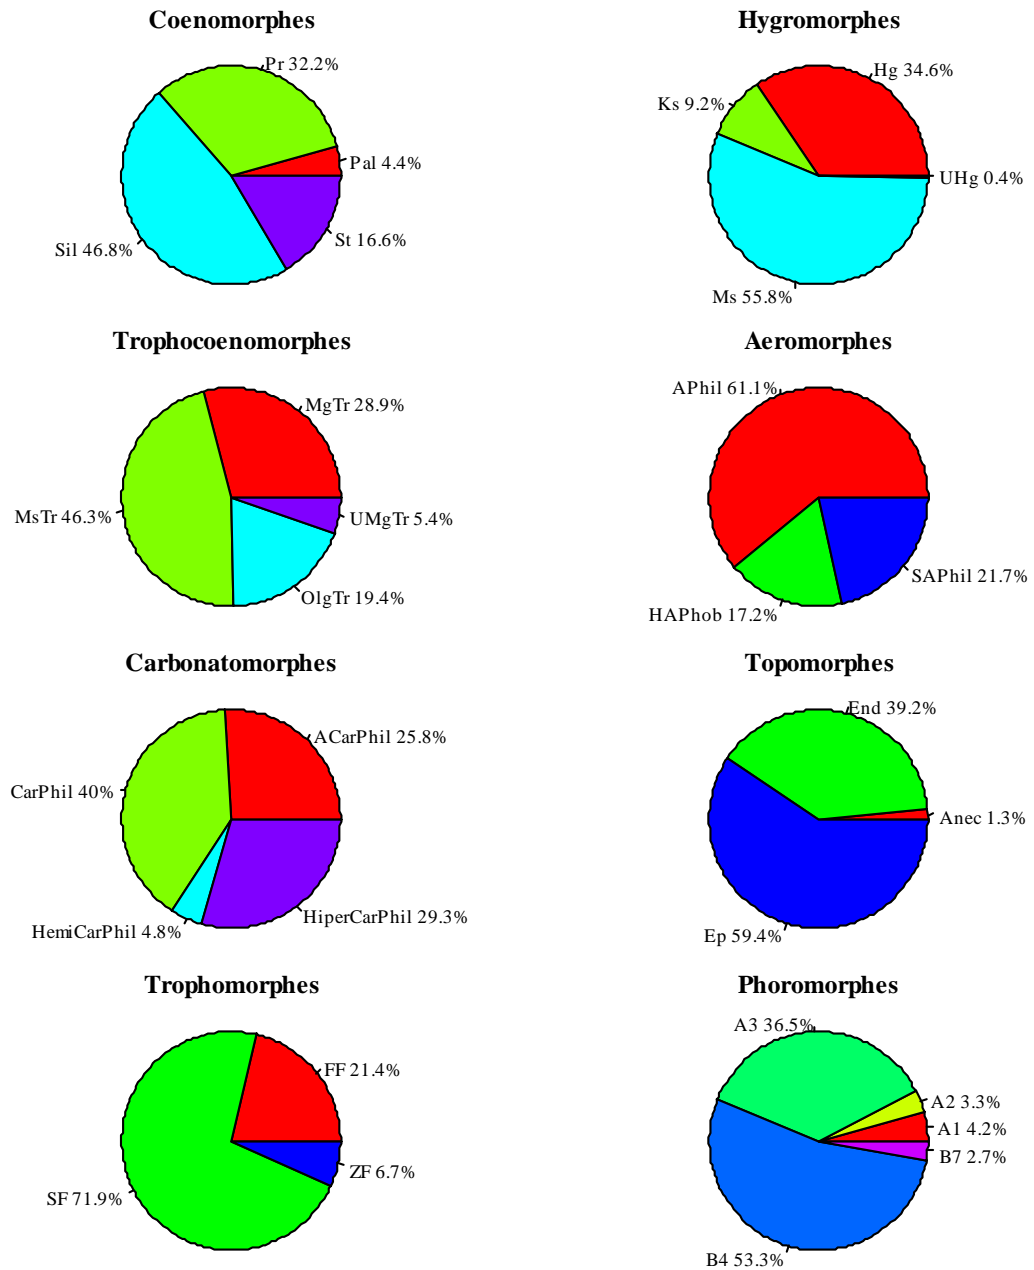 Coenomorphes
Pr 32.2%
Pal 4.4%
St 16.6%
Sil 46.8%
Hygromorphes
Hg 34.6%
Ks 9.2%
UHg 0.4%
Ms 55.8%
Trophocoenomorphes
MgTr 28.9%
MsTr 46.3%
UMgTr 5.4%
OlgTr 19.4%
Aeromorphes
APhil 61.1%
SAPhil 21.7%
HAPhob 17.2%
Carbonatomorphes
ACarPhil 25.8%
CarPhil 40%
HiperCarPhil 29.3%
HemiCarPhil 4.8%
Topomorphes
End 39.2%
Anec 1.3%
Ep 59.4%
Trophomorphes
FF 21.4%
ZF 6.7%
SF 71.9%
Phoromorphes
A3 36.5%
A2 3.3%
A1 4.2%
B7 2.7%
B4 53.3%